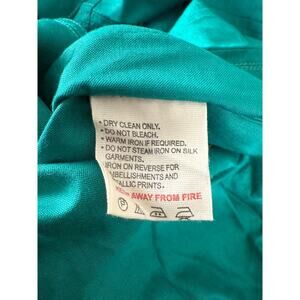 • DRY CLEAN ONLY.
• DO NOT BLEACH.
• WARM IRON IF REQUIRED.
• DO NOT STEAM IRON ON SILK
GARMENTS.
IRON ON REVERSE FOR
EMBELLISHMENTS AND
TALLIC PRINTS.
AWAY FROM FIRE
P